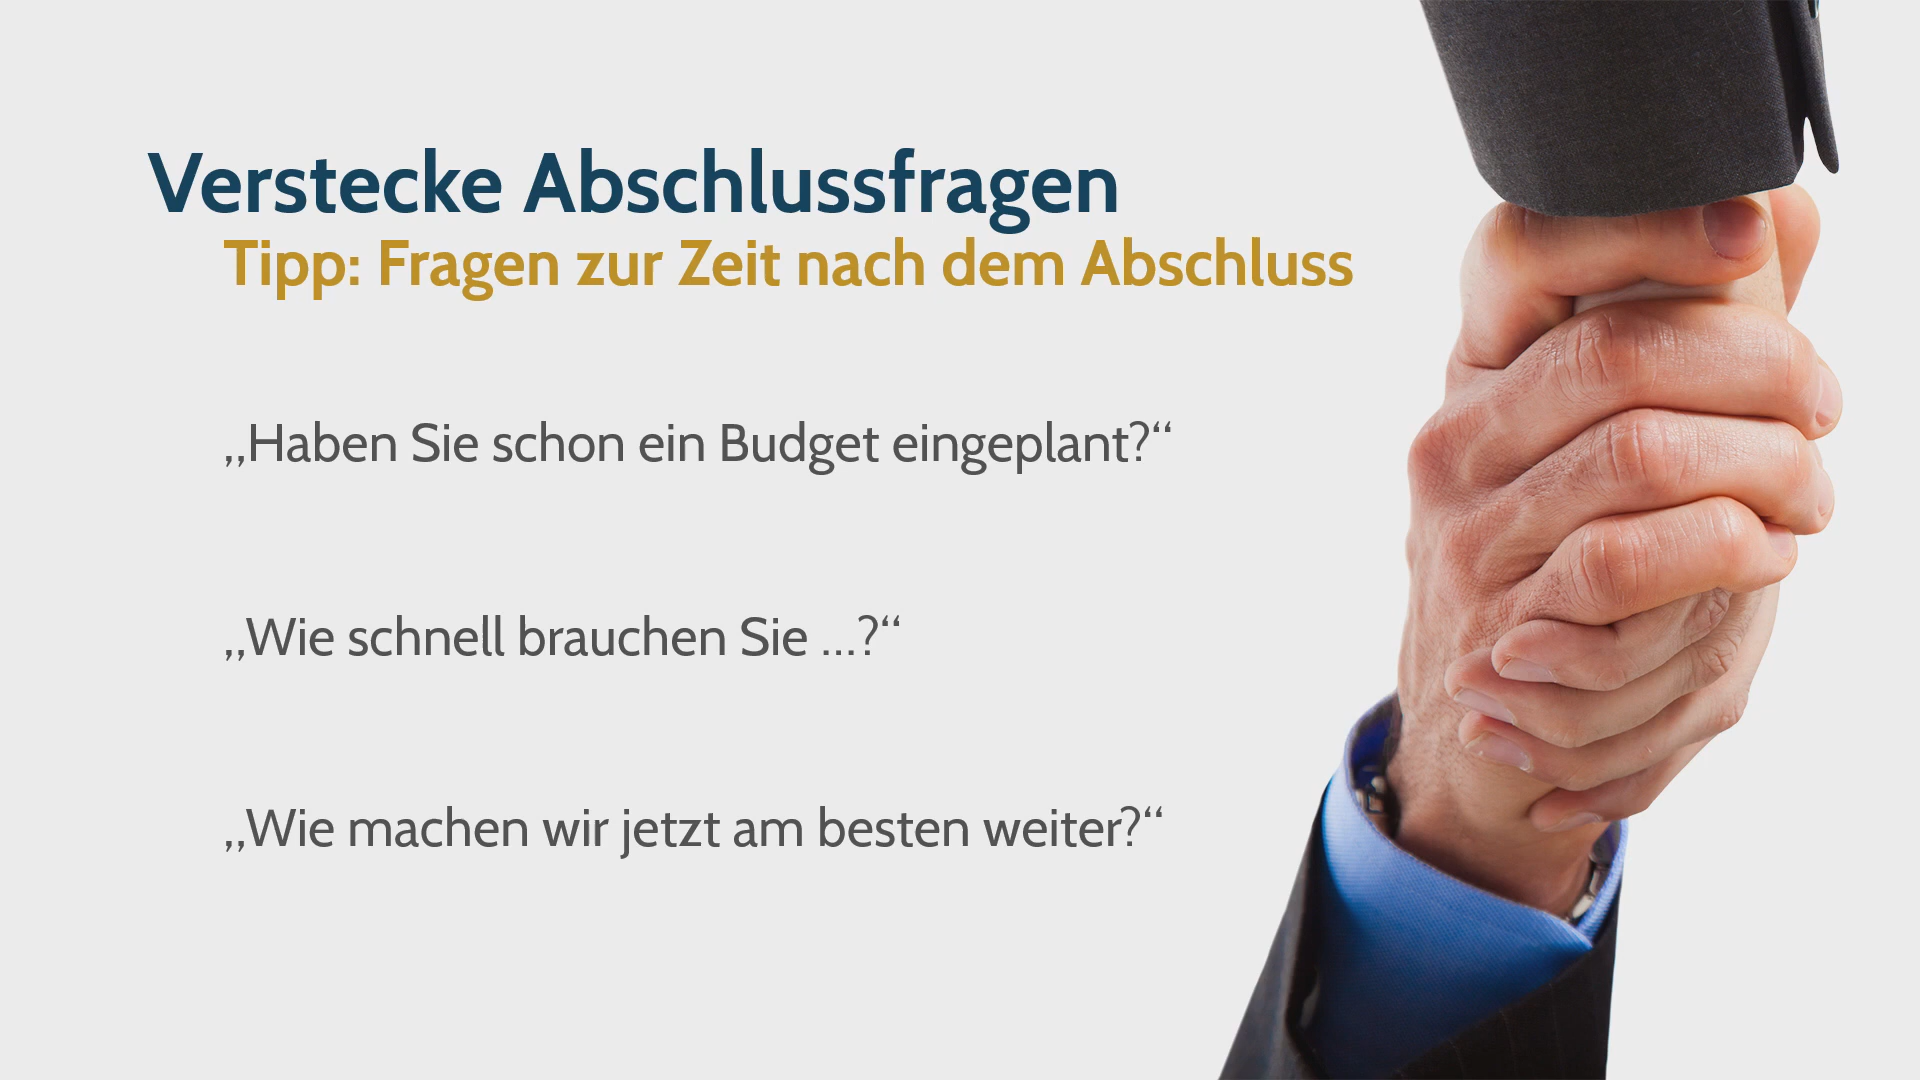 Verstecke Abschlussfragen
Tipp: Fragen zur Zeit nach dem Abschluss
„Haben Sie schon ein Budget eingeplant?“
„Wie schnell brauchen Sie ...?“
„Wie machen wir jetzt am besten weiter?“